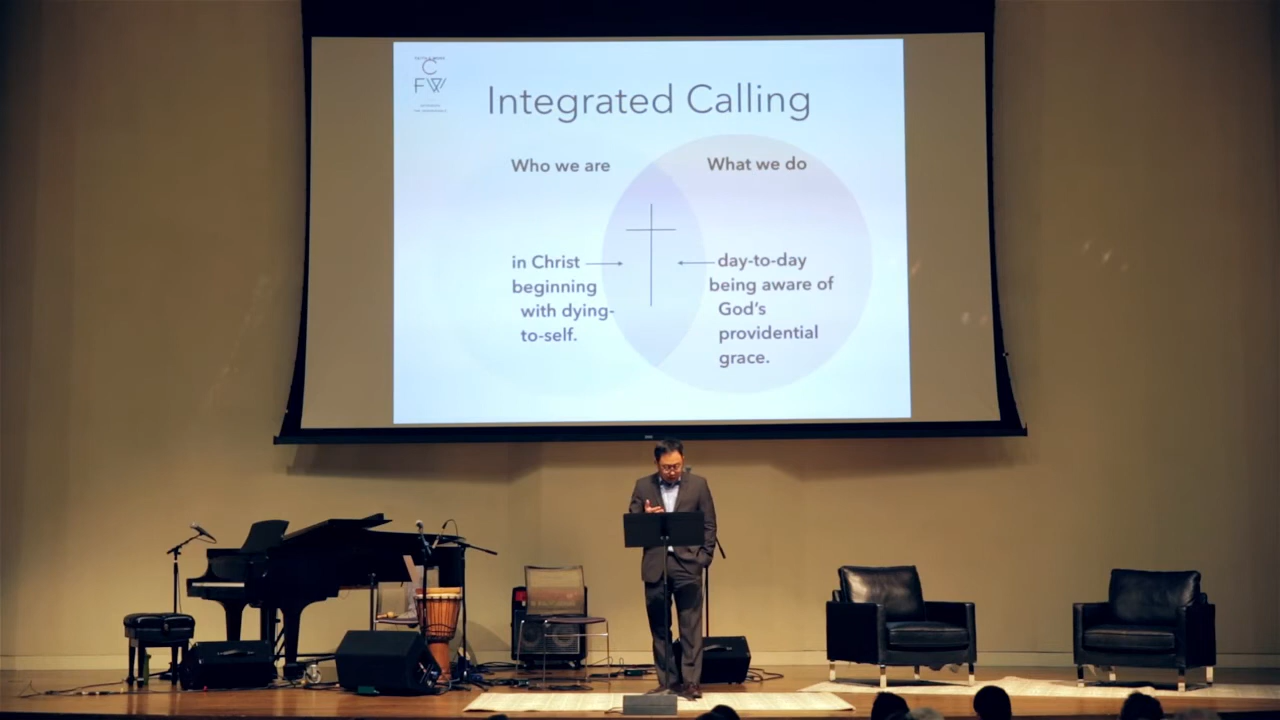 C
FW
Integrated Calling
Who we are
What we do
in Christ
beginning
with dying-
to-self.
day-to-day
being aware of
God's
providential
grace.